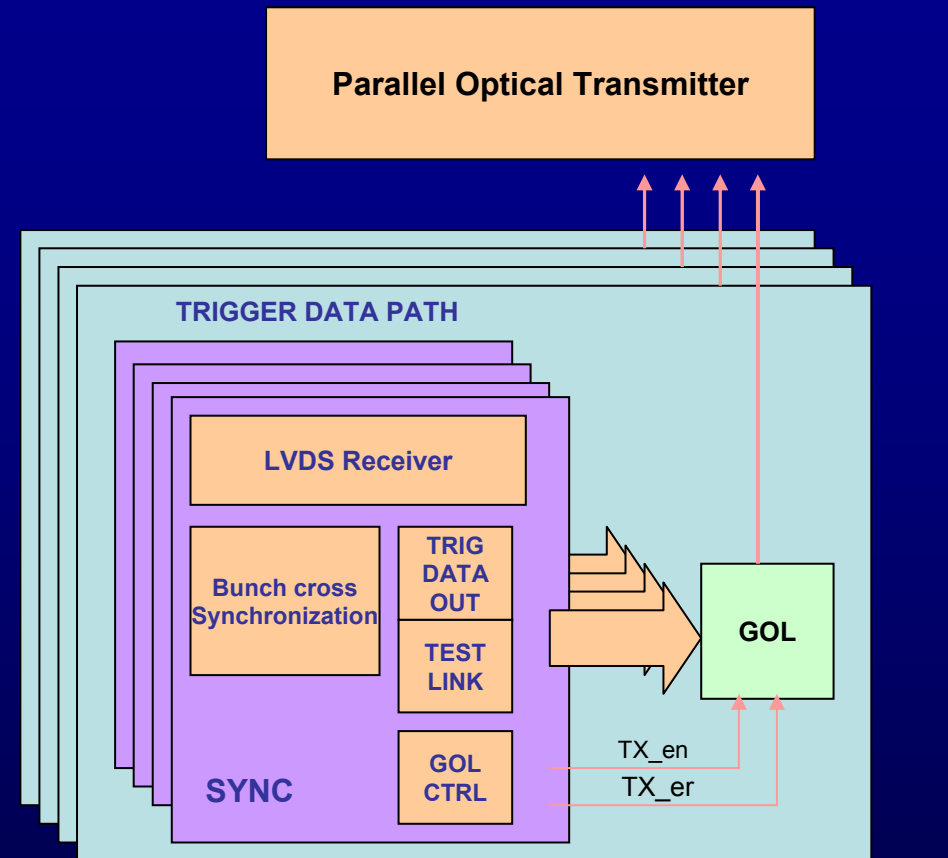 Parallel Optical Transmitter
TRIGGER DATA PATH
LVDS Receiver
Bunch cross
Synchronization
TRIG
DATA
OUT
TEST
LINK
GOL
TX_en
TX_er
GOL
CTRL
SYNC